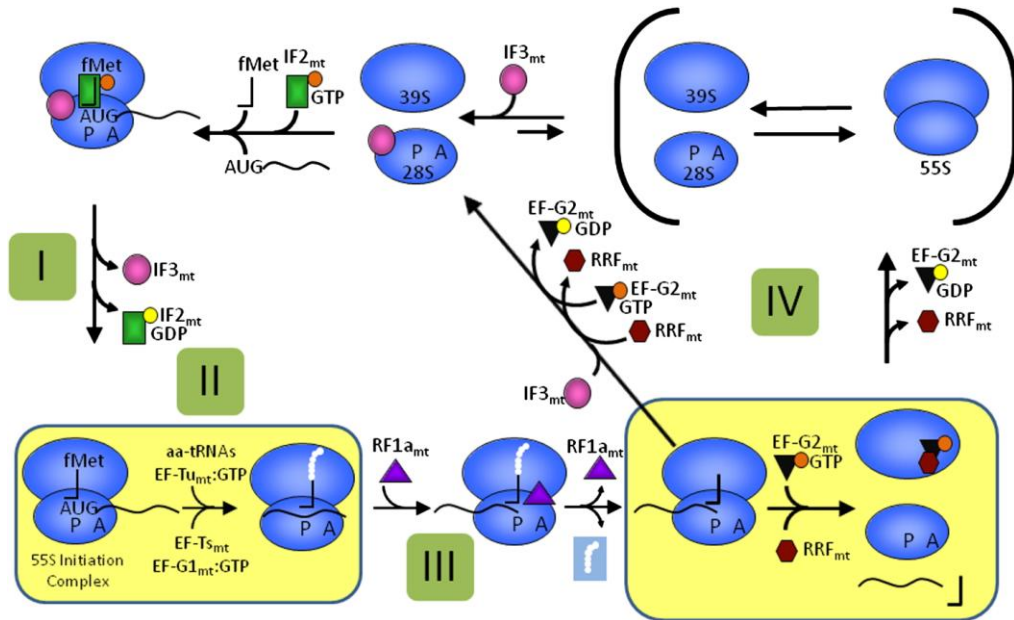 fMet
AUG
P A
fMet
IF2mt
GTP
AUG
39S
P A
28S
IF3mt
39S
P A
28S
55S
I
IF3mt
IF2mt
GDP
EF-G2mt
GDP
RRFmt
EF-G2mt
GTP
RRFmt
IF3mt
IV
EF-G2mt
GDP
RRFmt
II
fMet
AUG
P A
55S Initiation
Complex
aa-tRNAs
EF-Tumt:GTP
EF-Tsmt
EF-G1mt:GTP
P A
RF1amt
III
P A
RF1amt
P A
EF-G2mt
GTP
RRFmt
P A